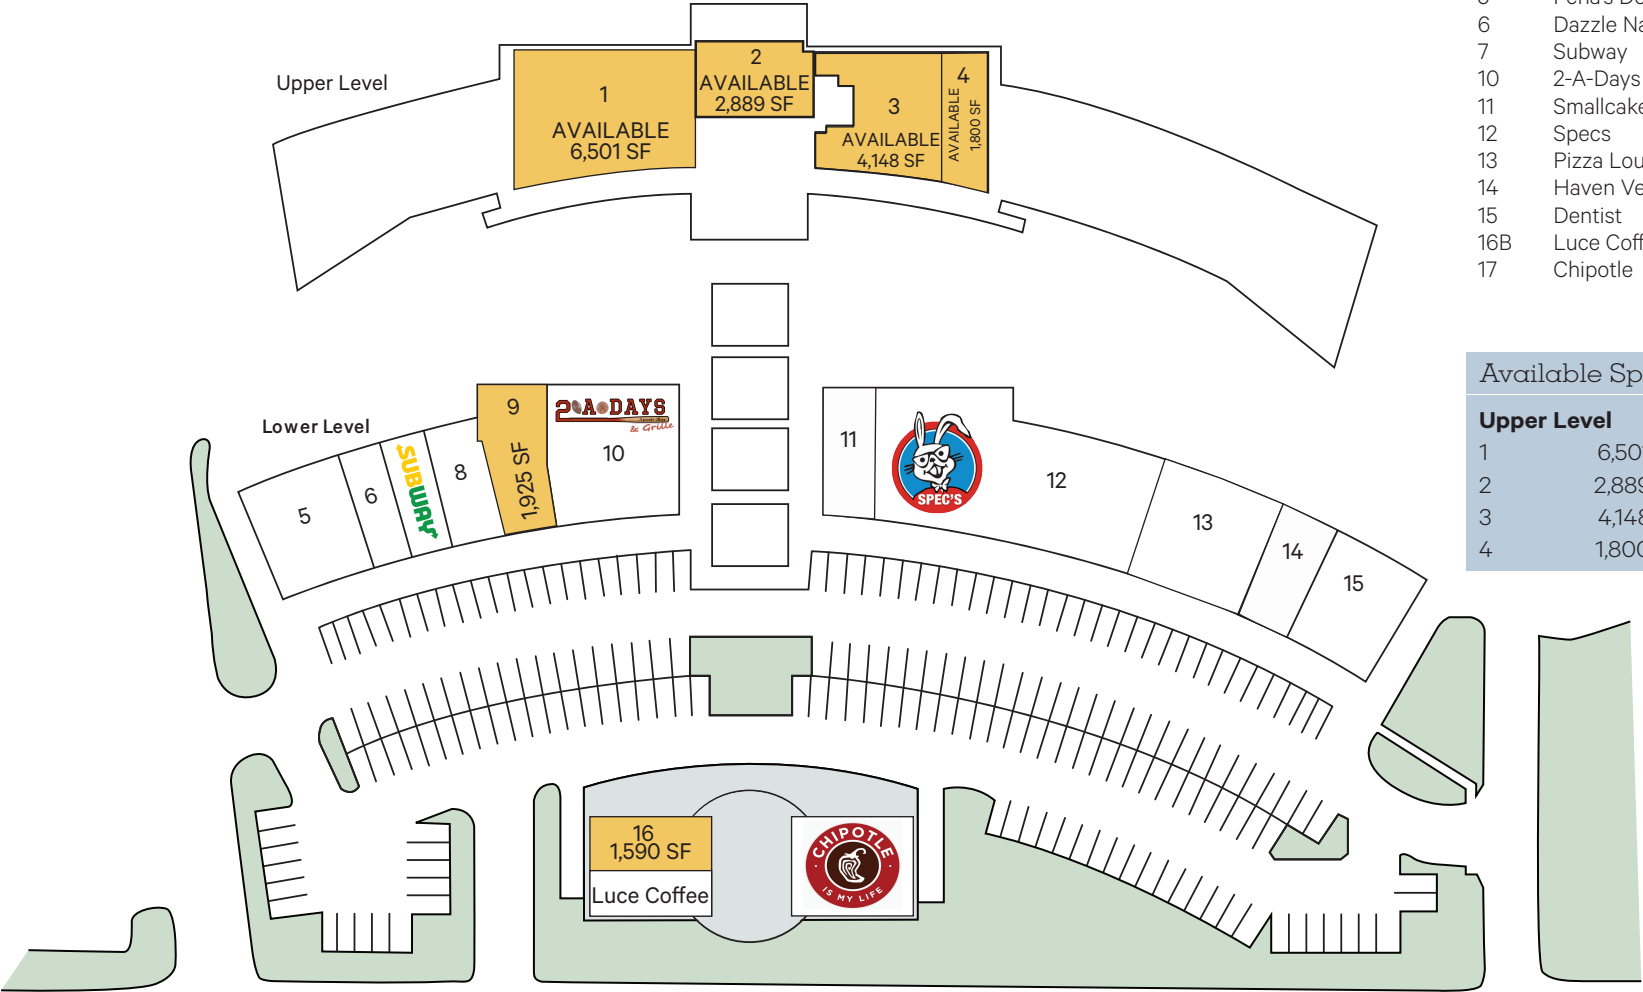 Upper Level
1
AVAILABLE
6,501 SF
2
AVAILABLE
2,889 SF
3
AVAILABLE
4,148 SF
4
AVAILABLE
1,800 SF
Lower Level
5
6
SUBWAY
8
9
1,925 SF
2 A DAYS
& Grille
10
11
SPEC'S
12
13
14
15
16
1,590 SF
Luce Coffee
CHIPOTLE
IS MY LIFE
6 Dazzle Na
7 Subway
10 2-A-Days
11 Smallcake
12 Specs
13 Pizza Lou
14 Haven Ve
15 Dentist
16B Luce Coff
17 Chipotle
Available Sp
Upper Level
1 6,501
2 2,889
3 4,148
4 1,800